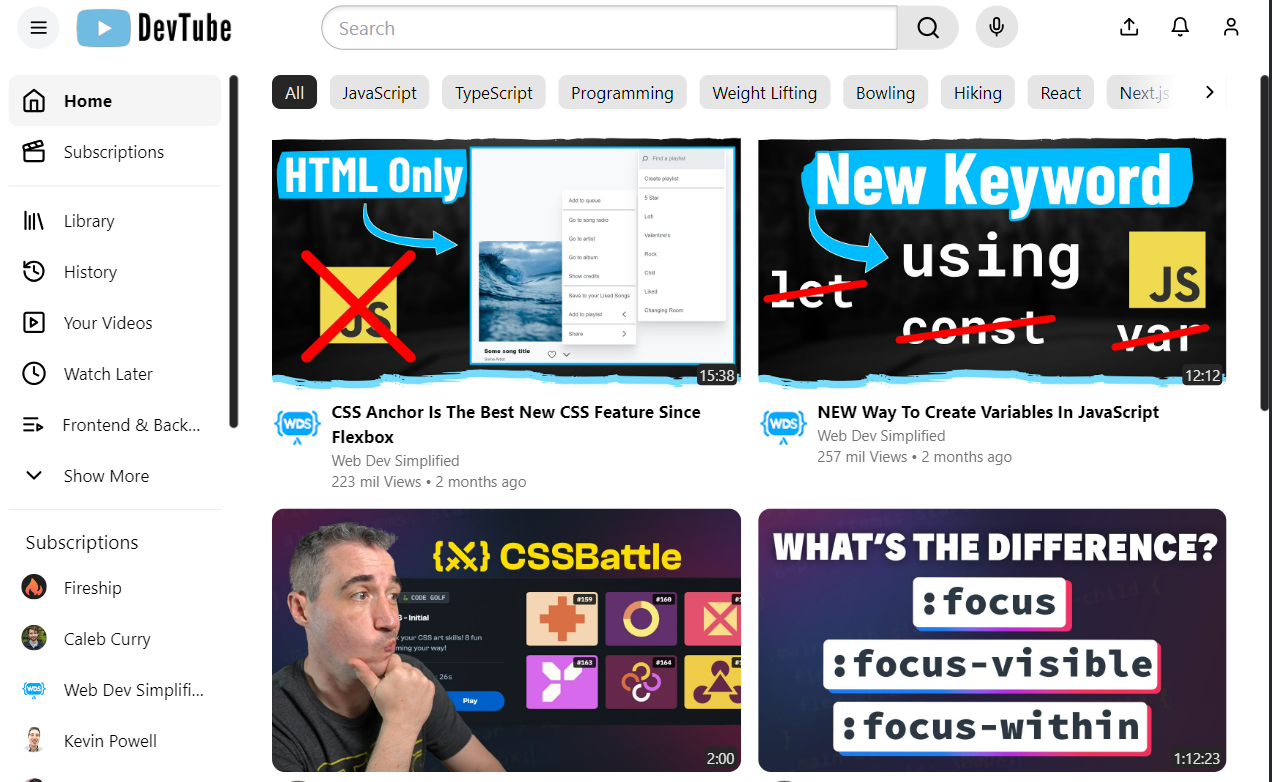 DevTube
Search
Home
Subscriptions
Library
History
Your Videos
Watch Later
Frontend & Back...
Show More
Subscriptions
Fireship
Caleb Curry
Web Dev Simplifi...
Kevin Powell
All
JavaScript
TypeScript
Programming
Weight Lifting
Bowling
Hiking
React
Next.js
HTML Only
JS
Find a playlist
Create playlist
5 Star
Lofi
Valentine's
Rock
Chill
Liked
Changing Room
Add to queue
Go to song radio
Go to artist
Go to album
Show credits
Save to your Liked Songs
Add to playlist
Share
Some song title
Some Artist
15:38
WDS
CSS Anchor Is The Best New CSS Feature Since
Flexbox
Web Dev Simplified
223 mil Views • 2 months ago
New Keyword
using
let
const
var
JS
12:12
WDS
NEW Way To Create Variables In JavaScript
Web Dev Simplified
257 mil Views • 2 months ago
{X} CSSBattle
CODE GOLF
- Initial
your CSS art skills! 8 fun
ming your way!
26s
Play
#159
#160
#163
#164
2:00
WHAT'S THE DIFFERENCE?
:focus
:focus-visible
:focus-within
1:12:23